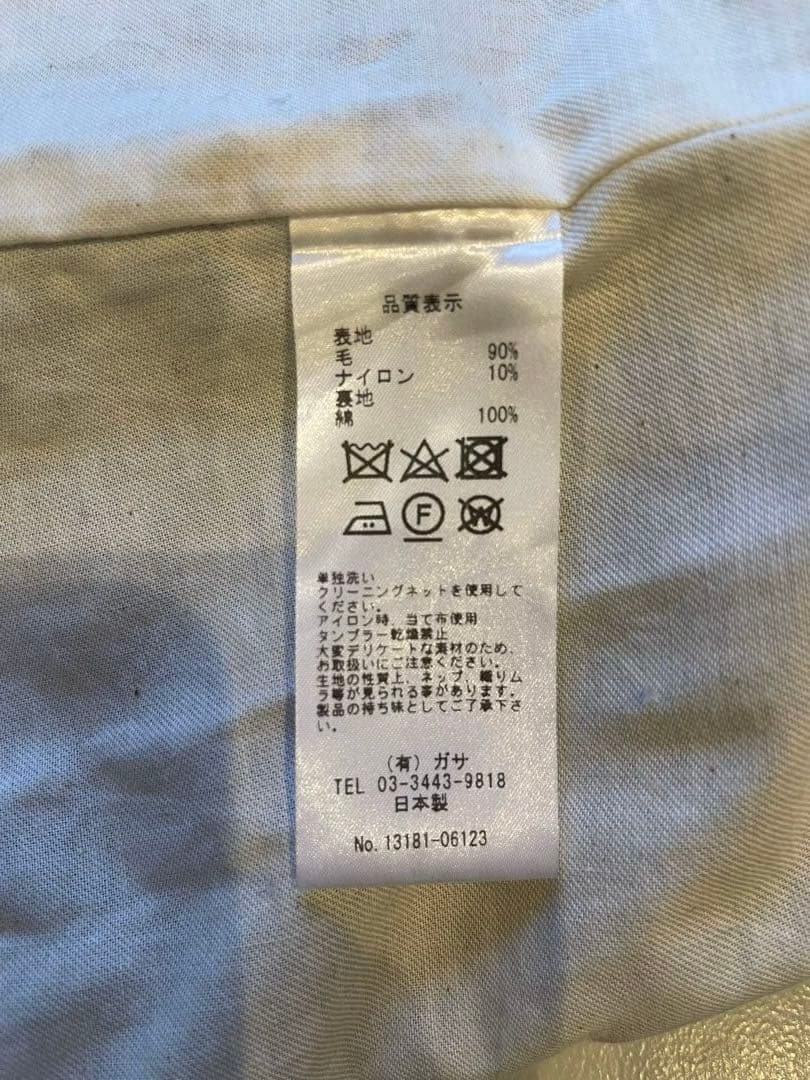 品質表示
表地
毛 90%
ナイロン 10%
裏地
綿 100%
F
W
単独洗い
クリーニングネットを使用して
ください。
アイロン時、当て布使用
タンブラー乾燥禁止
大変デリケートな素材のため、
お取扱いにご注意ください。
生地の性質上、ネップ、織りム
ラ等が見られる事があります。
製品の持ち味としてご了承下さ
い。
(有) ガサ
TEL 03-3443-9818
日本製
No. 13181-06123